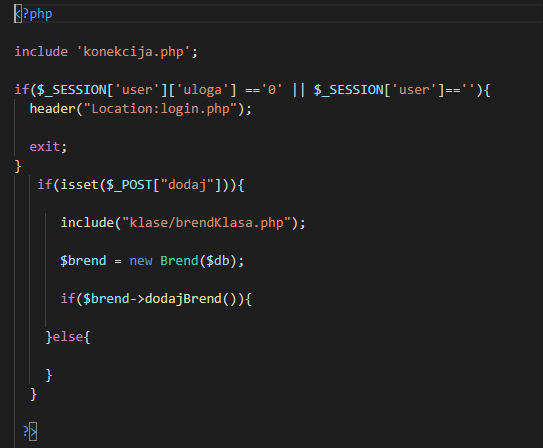 <?php
include 'konekcija.php';
if($_SESSION['user']['uloga'] =='0' || $_SESSION['user']==''){
header("Location:login.php");
exit;
}
if(isset($_POST["dodaj"])){
include("klase/brendKlasa.php");
$brend = new Brend($db);
if($brend->dodajBrend()){
}else{
}
}
?>